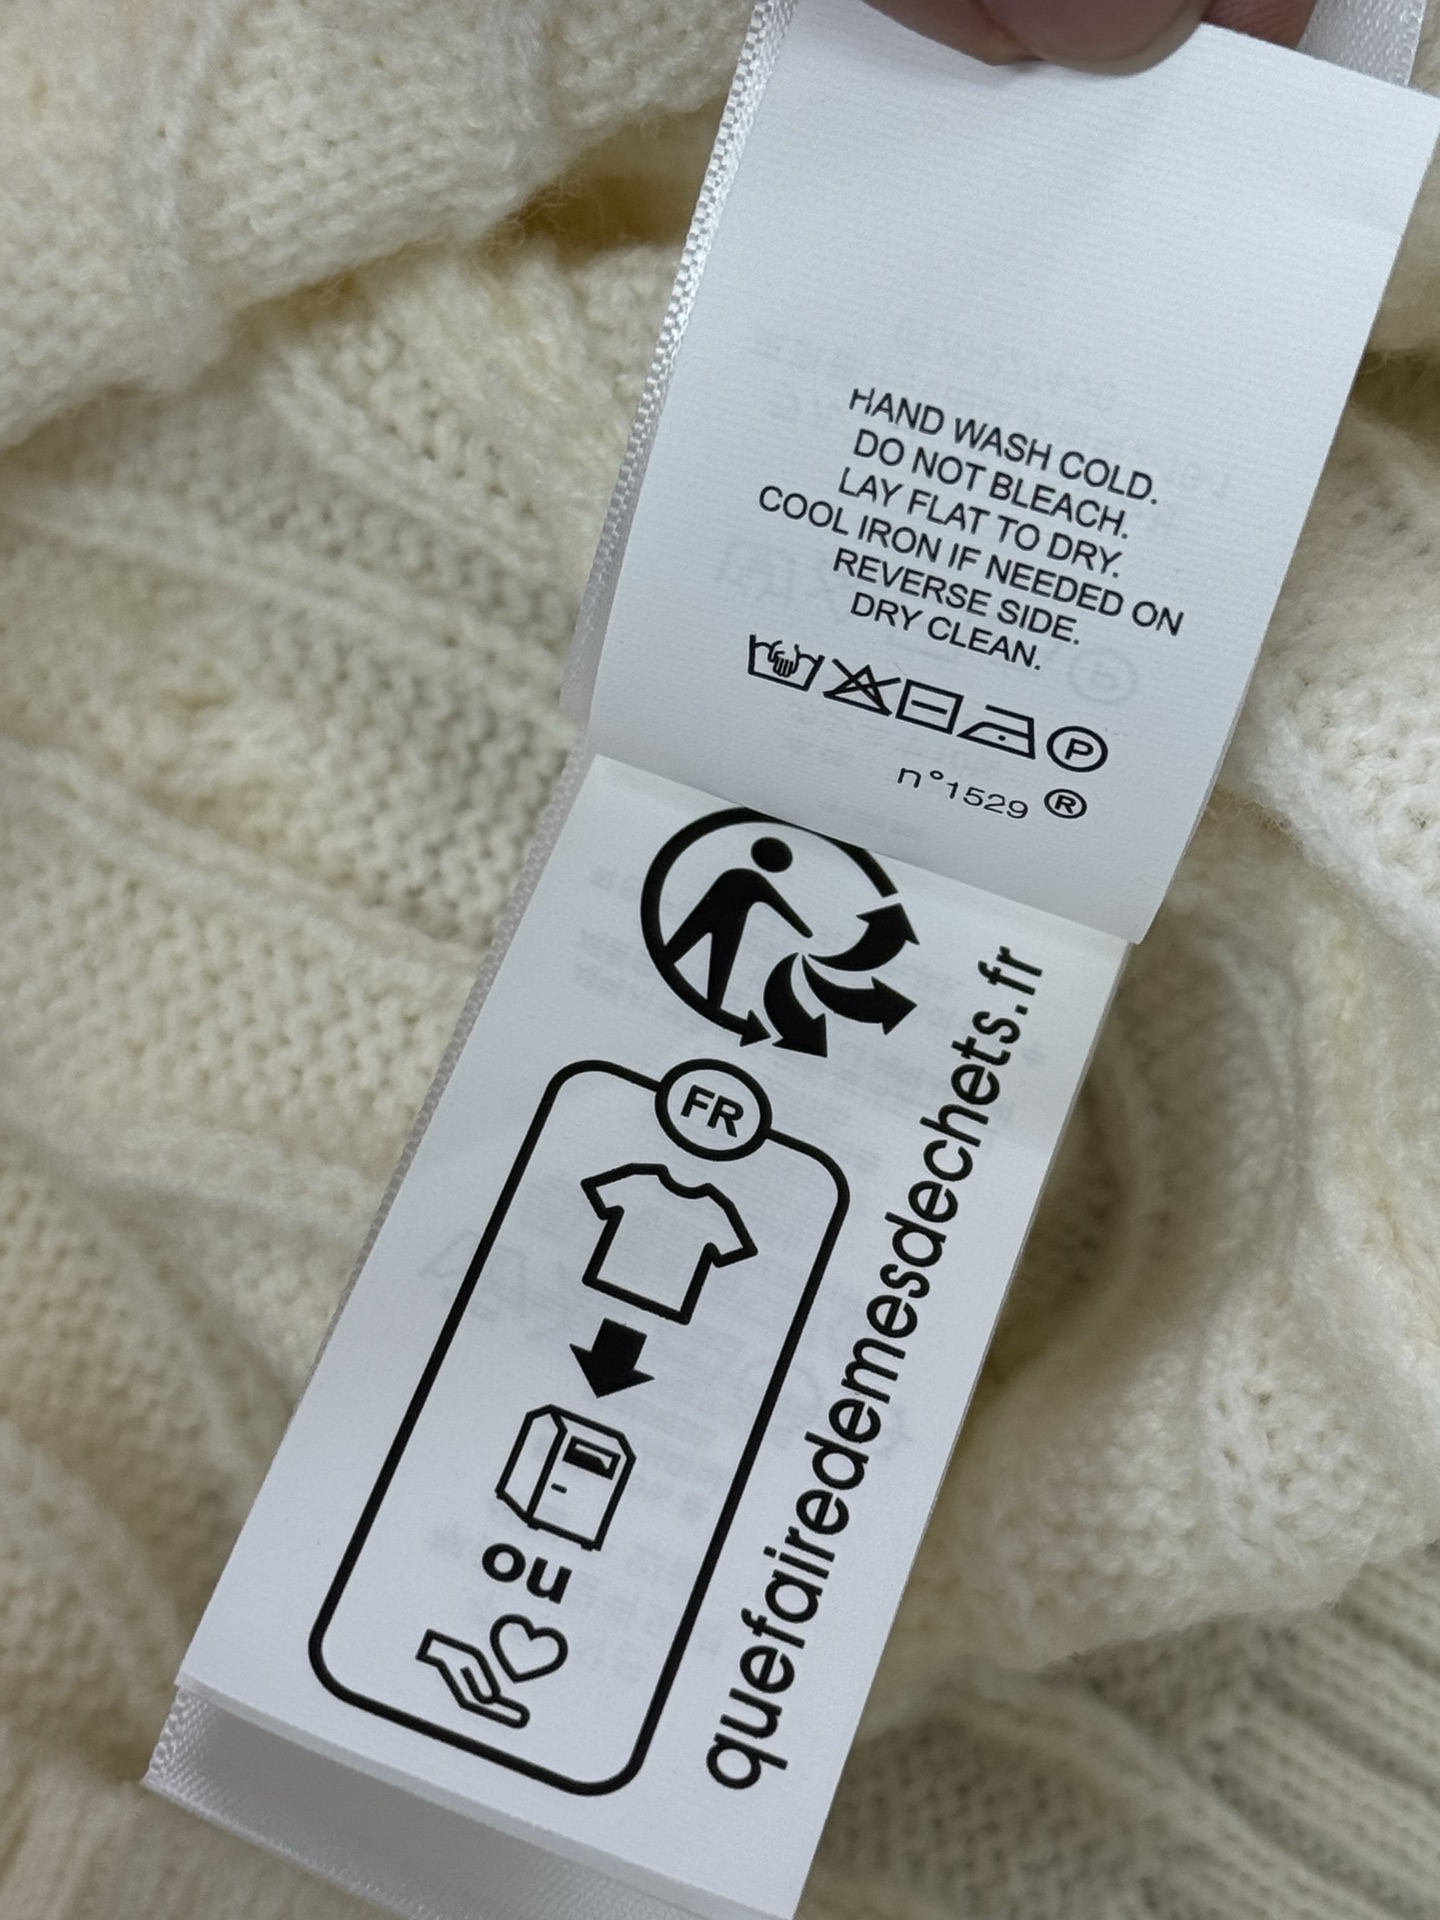 HAND WASH COLD.
DO NOT BLEACH.
LAY FLAT TO DRY.
COOL IRON IF NEEDED ON
REVERSE SIDE.
DRY CLEAN.
P
n°1529 ®
FR
ou
quefairedemesdechets.fr